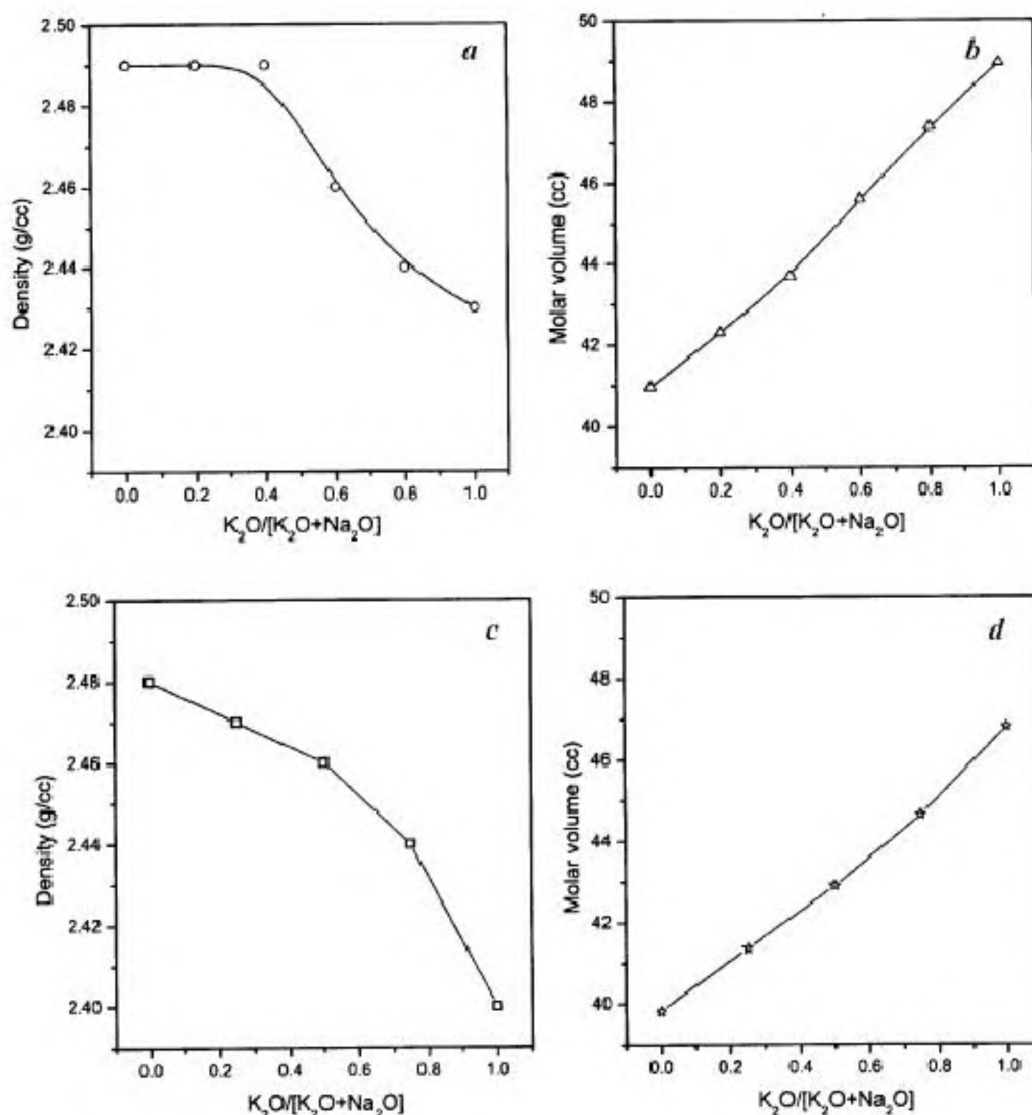 2.50
2.48
2.46
2.44
2.42
2.40
Density (g/cc)
a
0.0 0.2 0.4 0.6 0.8 1.0
K₂O/[K₂O+Na₂O]
50
48
46
44
42
40
Mollar volume (cc)
b
0.0 0.2 0.4 0.6 0.8 1.0
K₂O/[K₂O+Na₂O]
2.50
2.48
2.46
2.44
2.42
2.40
Density (g/cc)
c
0.0 0.2 0.4 0.6 0.8 1.0
K₂O/[K₂O+Na₂O]
50
48
46
44
41
40
Molar volume (cc)
d
0.0 0.2 0.4 0.6 0.8 1.0
K₂O/[K₂O+Na₂O]